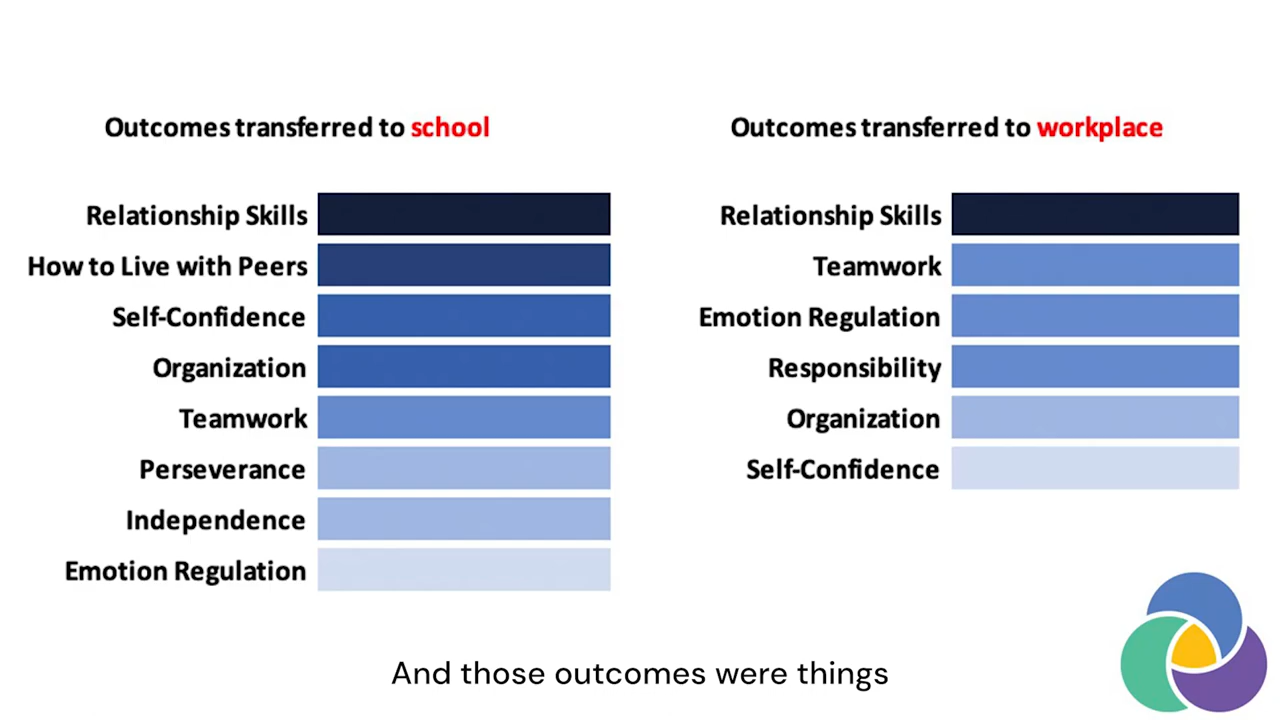 Outcomes transferred to school
Relationship Skills
How to Live with Peers
Self-Confidence
Organization
Teamwork
Perseverance
Independence
Emotion Regulation
Outcomes transferred to workplace
Relationship Skills
Teamwork
Emotion Regulation
Responsibility
Organization
Self-Confidence
And those outcomes were things